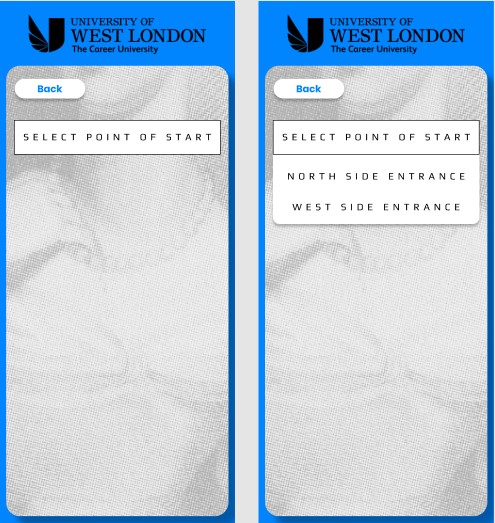 UNIVERSITY OF
WEST LONDON
The Career University
Back
SELECT POINT OF START
UNIVERSITY OF
WEST LONDON
The Career University
Back
SELECT POINT OF START
NORTH SIDE ENTRANCE
WEST SIDE ENTRANCE